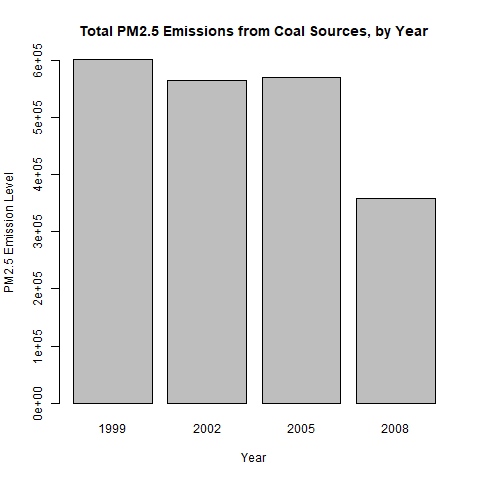 Total PM2.5 Emissions from Coal Sources, by Year
PM2.5 Emission Level
6e+05
5e+05
4e+05
3e+05
2e+05
1e+05
0e+00
1999 2002 2005 2008
Year